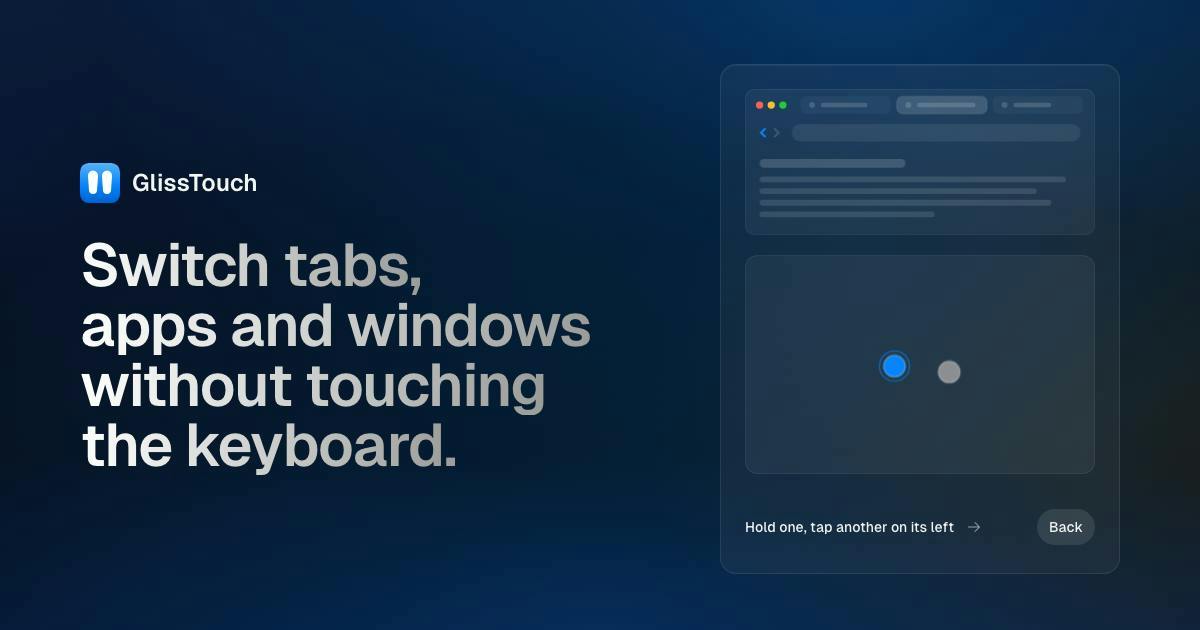 GlissTouch
Switch tabs,
apps and windows
without touching
the keyboard.
Hold one, tap another on its left →
Back